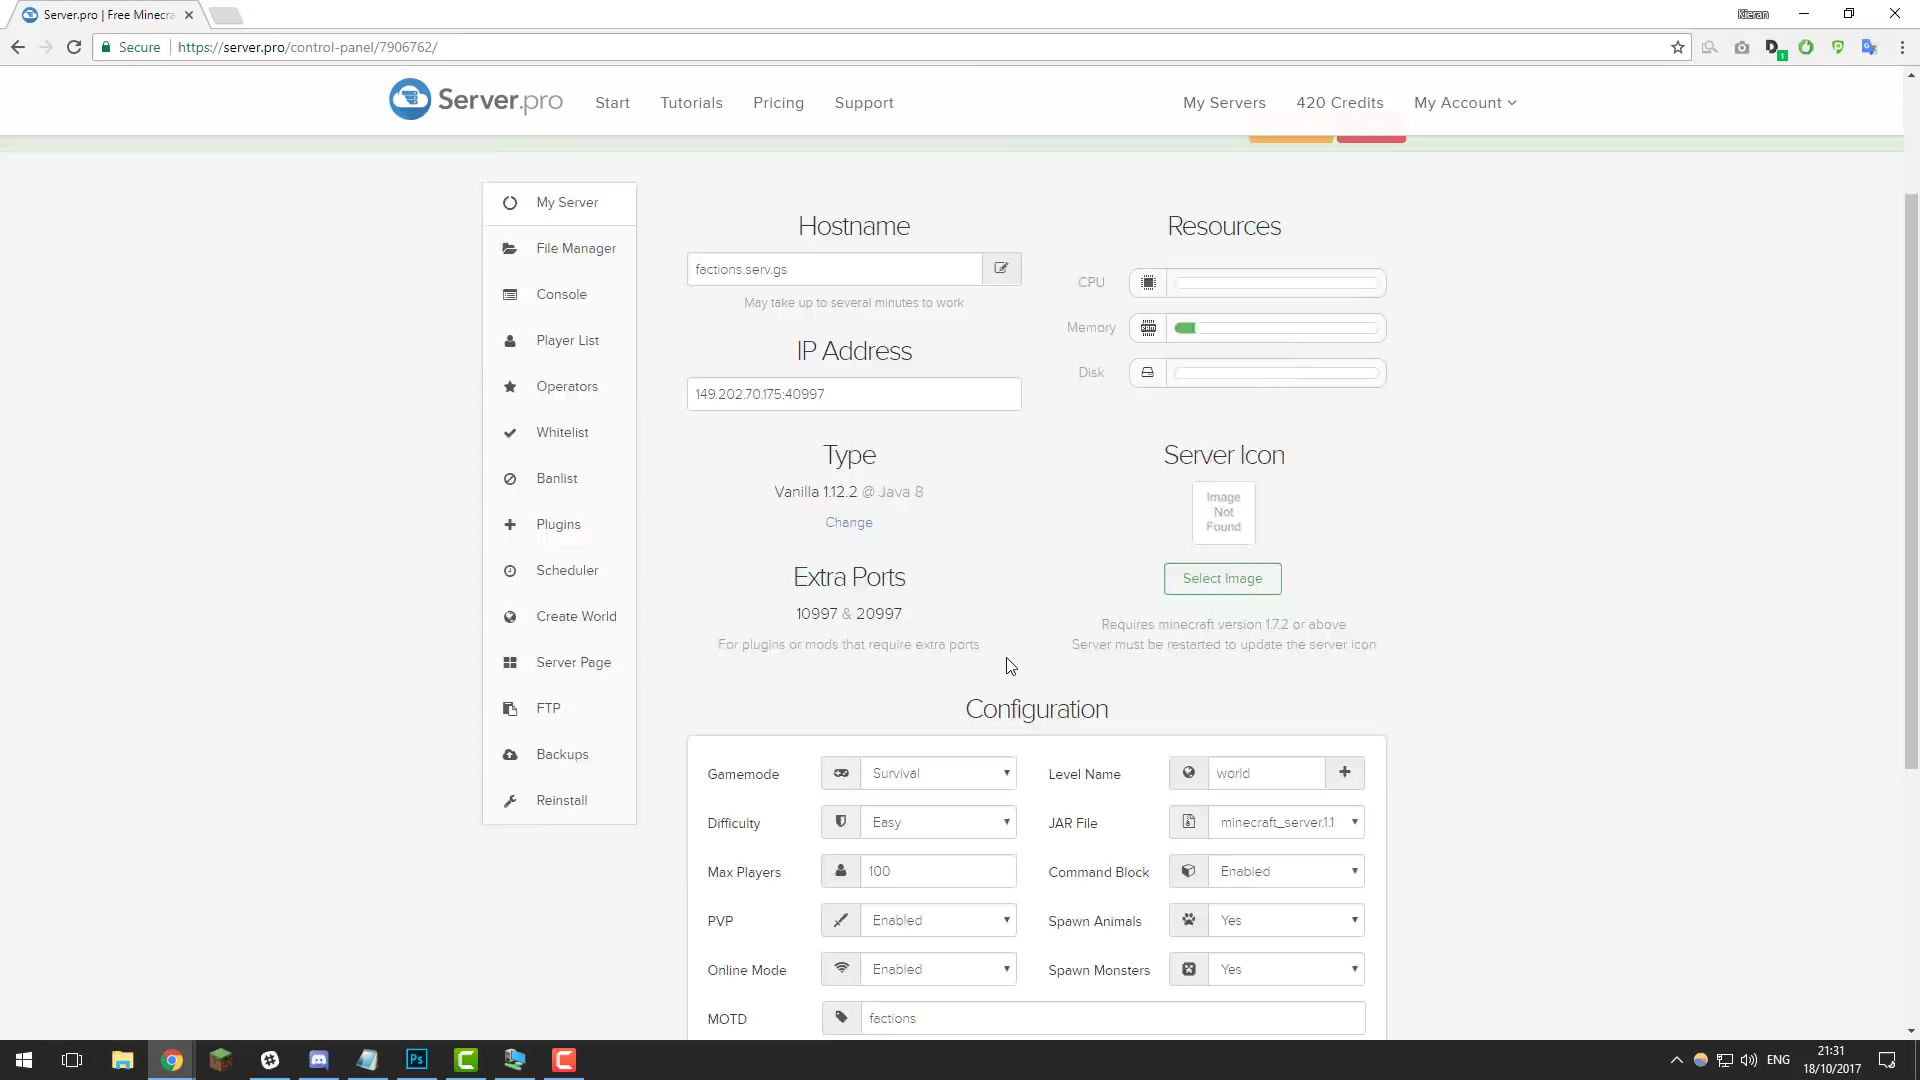 Server.pro | Free Minecra
Kieran
Secure
https://server.pro/control-panel/7906762/
Server.pro
Start
Tutorials
Pricing
Support
My Servers
420 Credits
My Account
My Server
File Manager
Console
Player List
Operators
Whitelist
Banlist
Plugins
Scheduler
Create World
Server Page
FTP
Backups
Reinstall
Hostname
factions.serv.gs
May take up to several minutes to work
IP Address
149.202.70.175:40997
Type
Vanilla 1.12.2 @ Java 8
Change
Extra Ports
10997 & 20997
For plugins or mods that require extra ports
Resources
CPU
Memory
Disk
Server Icon
Image
Not
Found
Select Image
Requires minecraft version 1.7.2 or above
Server must be restarted to update the server icon
Configuration
Gamemode
Survival
Level Name
world
Difficulty
Easy
JAR File
minecraft_server.1.1
Max Players
100
Command Block
Enabled
PVP
Enabled
Spawn Animals
Yes
Online Mode
Enabled
Spawn Monsters
Yes
MOTD
factions
Ps
ENG
21:31
18/10/2017